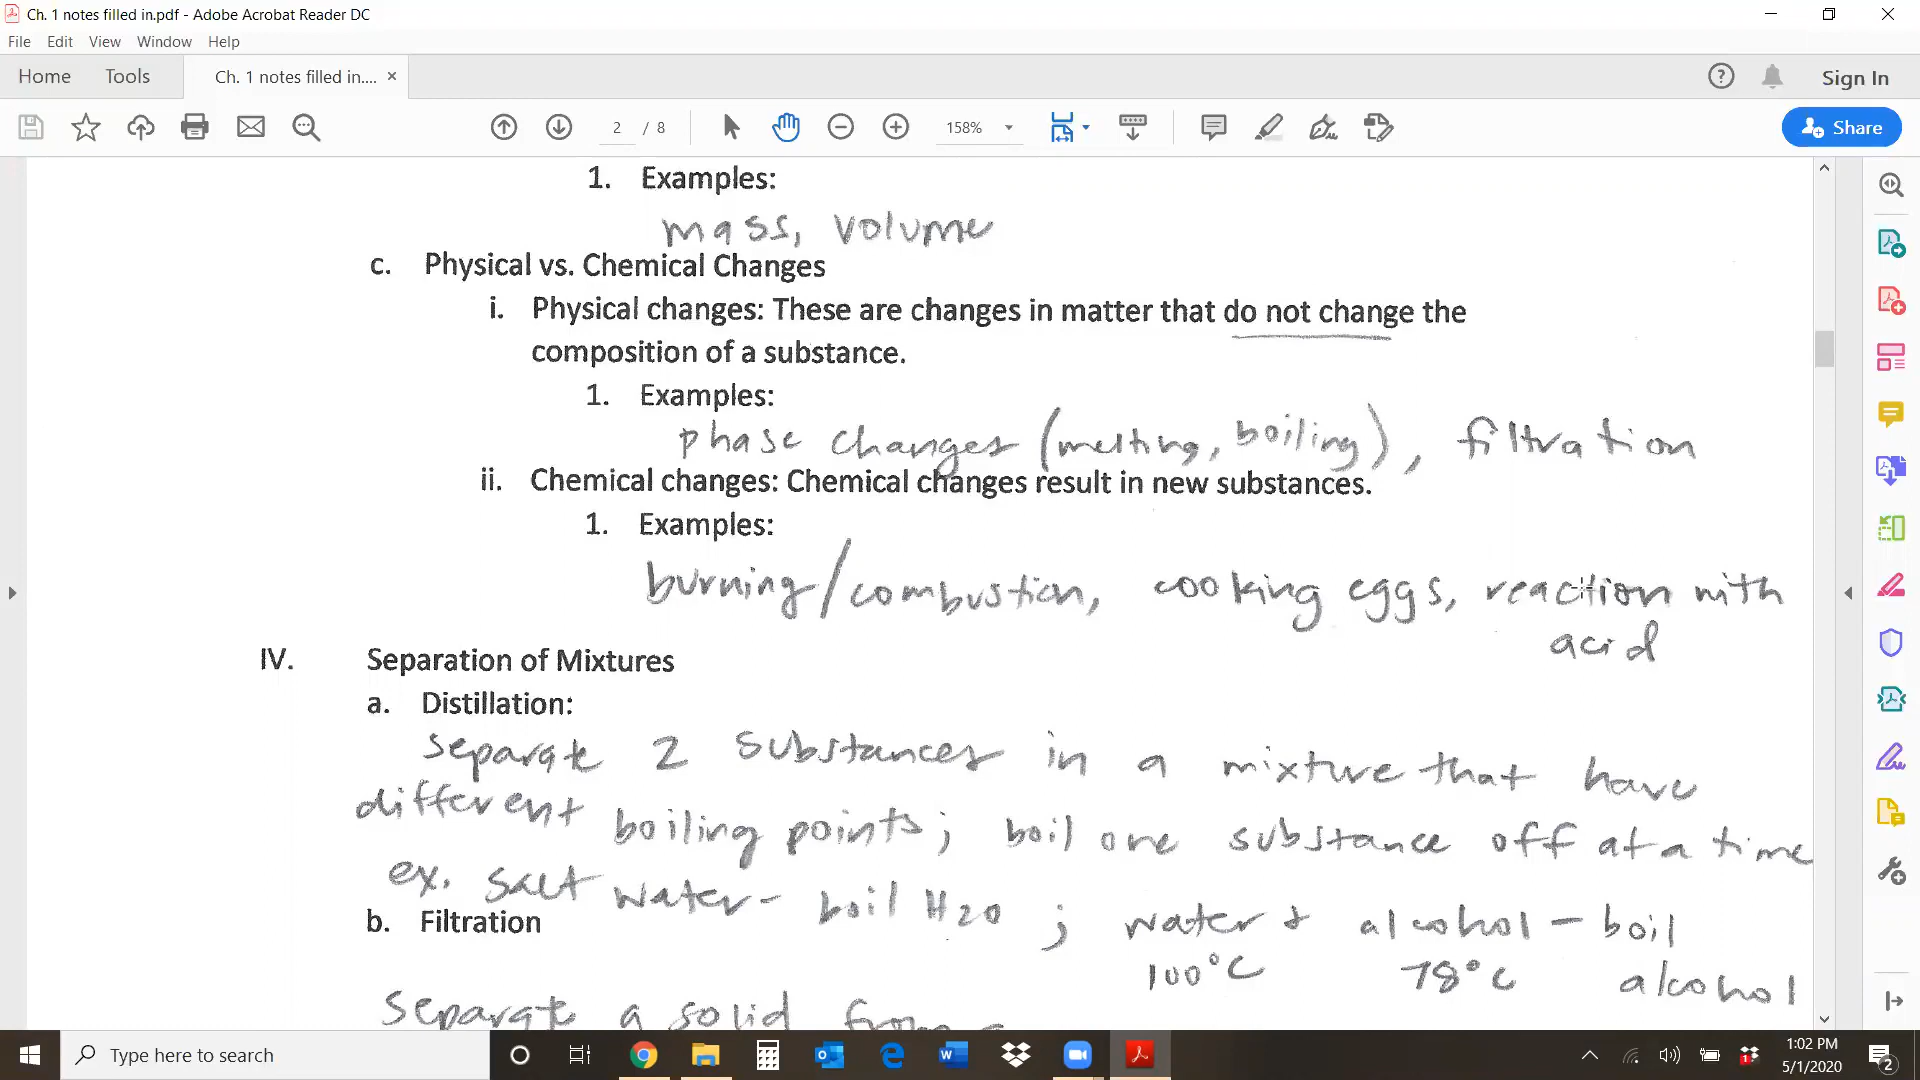 Ch. 1 notes filled in.pdf - Adobe Acrobat Reader DC
File Edit View Window Help
Home Tools Ch. 1 notes filled in.... × Sign In
2 / 8 158% Share
1. Examples:
mass, volume
c. Physical vs. Chemical Changes
i. Physical changes: These are changes in matter that do not change the
composition of a substance.
1. Examples:
phase changes (melting, boiling), filtration
ii. Chemical changes: Chemical changes result in new substances.
1. Examples:
burning/combustion, cooking eggs, reaction with
acid
IV. Separation of Mixtures
a. Distillation:
separate 2 substances in a mixture that have
different boiling points; boil one substance off at a time
ex. salt water - boil H2O ; water + alcohol - boil
b. Filtration
100°C 78°C alcohol
separate a solid from a
Type here to search
1:02 PM
5/1/2020
2